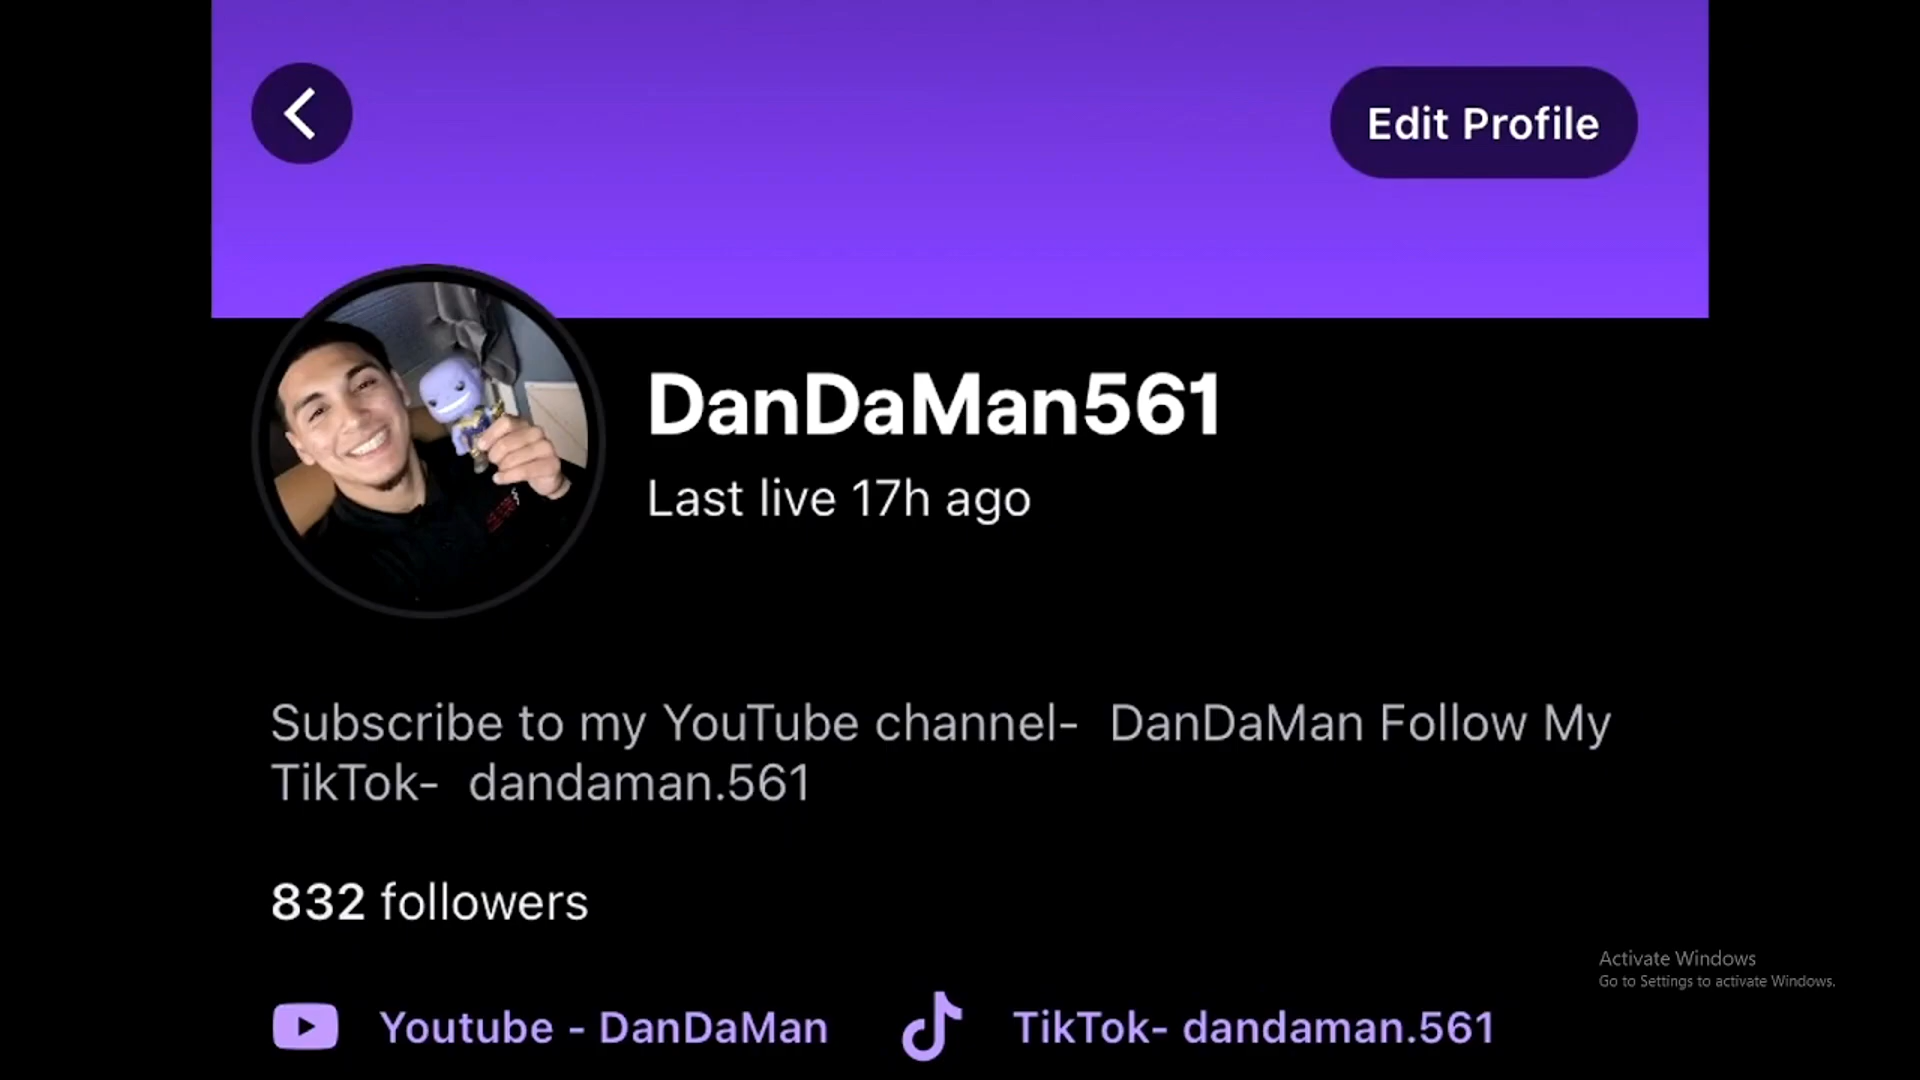 Edit Profile
DanDaMan561
Last live 17h ago
Subscribe to my YouTube channel-  DanDaMan Follow My
TikTok-  dandaman.561
832 followers
Activate Windows
Go to Settings to activate Windows.
Youtube - DanDaMan
TikTok- dandaman.561